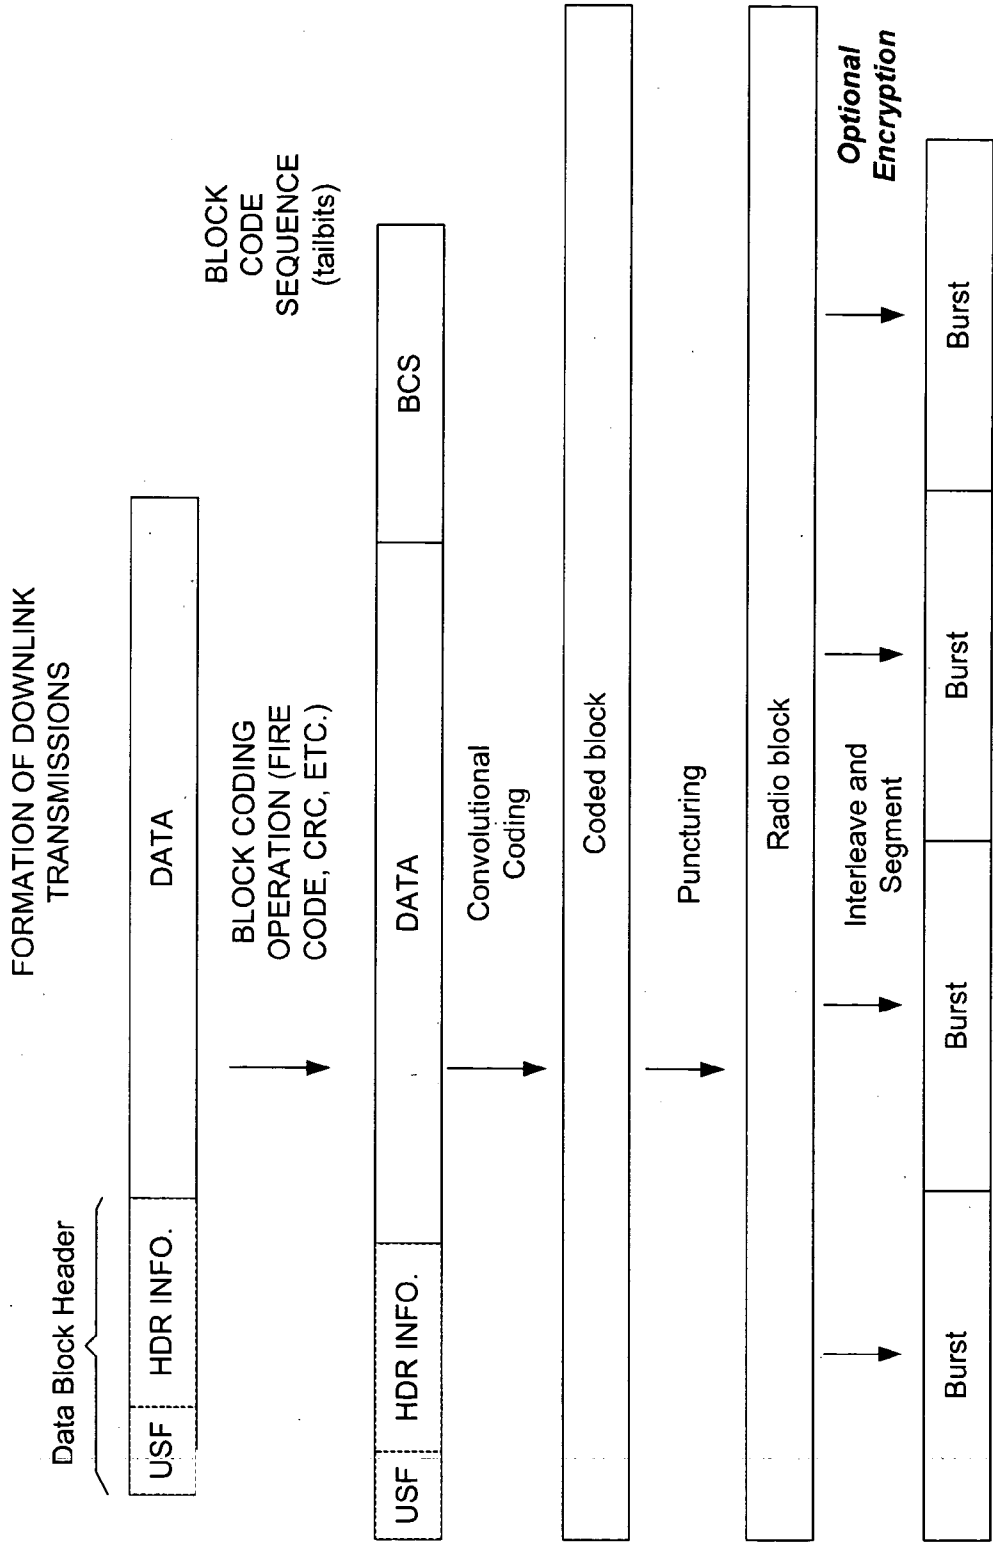 FORMATION OF DOWNLINK
TRANSMISSIONS
Data Block Header
USF HDR INFO. DATA
BLOCK CODING
OPERATION (FIRE
CODE, CRC, ETC.)
BLOCK
CODE
SEQUENCE
(tailbits)
USF HDR INFO. DATA BCS
Convolutional
Coding
Coded block
Puncturing
Radio block
Interleave and
Segment
Optional
Encryption
Burst Burst Burst Burst